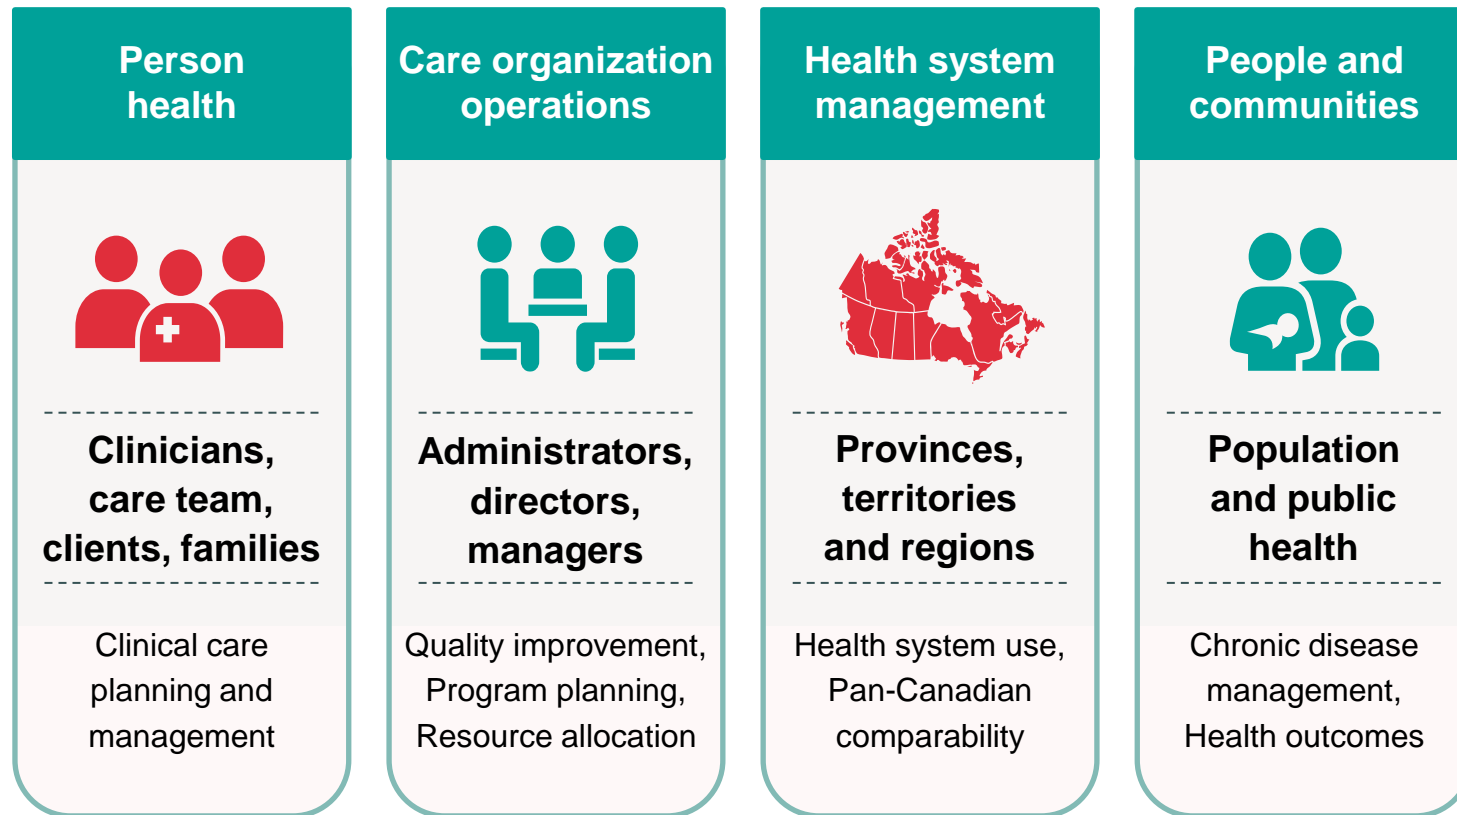 Person
health
Clinicians,
care team,
clients, families
Clinical care
planning and
management
Care organization
operations
Administrators,
directors,
managers
Quality improvement,
Program planning,
Resource allocation
Health system
management
Provinces,
territories
and regions
Health system use,
Pan-Canadian
comparability
People and
communities
Population
and public
health
Chronic disease
management,
Health outcomes